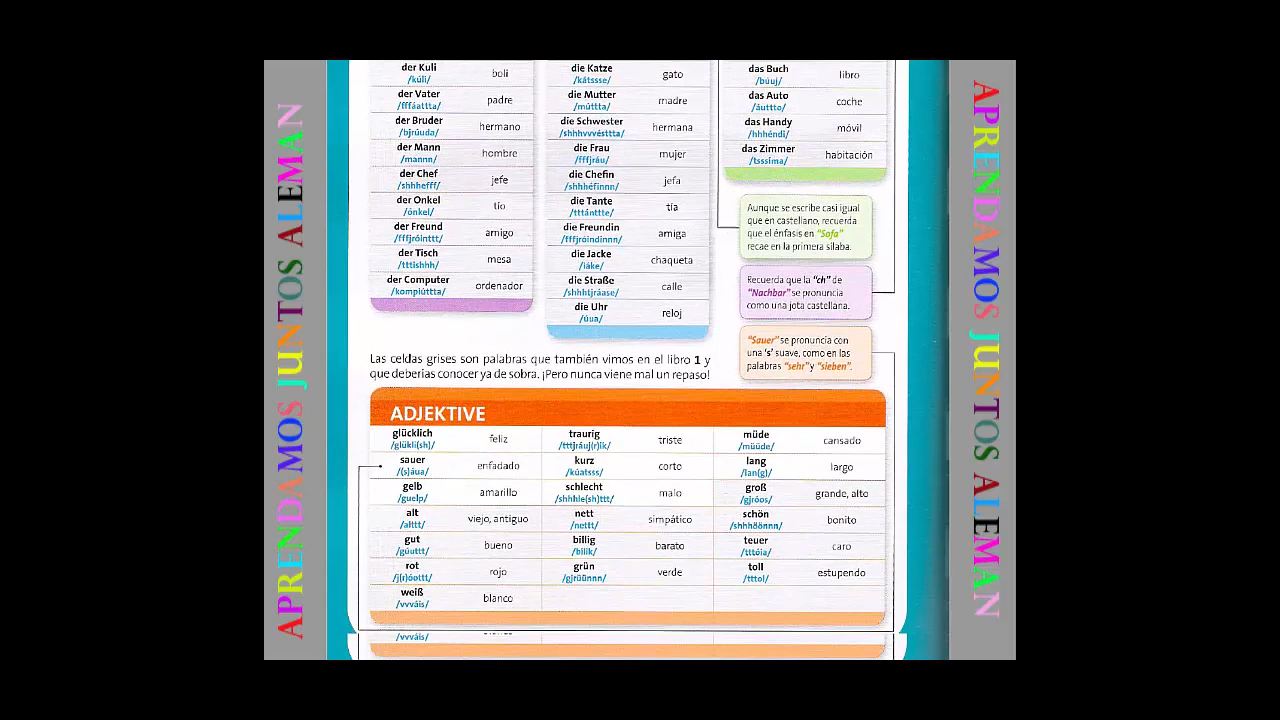 APRENDAMOS JUNTOS ALEMAN
der Kuli
/kúli/
boli
der Vater
/fffáattta/
padre
der Bruder
/bjrúuda/
hermano
der Mann
/mannn/
hombre
der Chef
/shhhefff/
jefe
der Onkel
/ónkel/
tío
der Freund
/fffjróinttt/
amigo
der Tisch
/tttishhh/
mesa
der Computer
/kompiúttta/
ordenador
die Katze
/kátssse/
gato
die Mutter
/múttta/
madre
die Schwester
/shhhvvvésttta/
hermana
die Frau
/fffjráu/
mujer
die Chefin
/shhhéfinnn/
jefa
die Tante
/tttánttte/
tía
die Freundin
/fffjróindinnn/
amiga
die Jacke
/iáke/
chaqueta
die Straße
/shhhtjráase/
calle
die Uhr
/úua/
reloj
das Buch
/búuj/
libro
das Auto
/áuttto/
coche
das Handy
/hhhéndi/
móvil
das Zimmer
/tsssima/
habitación
Aunque se escribe casi igual
que en castellano, recuerda
que el énfasis en "Sofa"
recae en la primera sílaba.
Recuerda que la "ch" de
"Nachbar" se pronuncia
como una jota castellana.
"Sauer" se pronuncia con
una 's' suave, como en las
palabras "sehr" y "sieben".
Las celdas grises son palabras que también vimos en el libro 1 y
que deberías conocer ya de sobra. ¡Pero nunca viene mal un repaso!
ADJEKTIVE
glücklich
/glükli(sh)/
feliz
traurig
/tttjráuj(r)ik/
triste
müde
/müüde/
cansado
sauer
/(s)áua/
enfadado
kurz
/kúatsss/
corto
lang
/lan(g)/
largo
gelb
/guelp/
amarillo
schlecht
/shhhle(sh)ttt/
malo
groß
/gjróos/
grande, alto
alt
/alttt/
viejo, antiguo
nett
/nettt/
simpático
schön
/shhhöönnn/
bonito
gut
/gúuttt/
bueno
billig
/bilik/
barato
teuer
/tttóia/
caro
rot
/j(r)óottt/
rojo
grün
/gjrüünnn/
verde
toll
/tttol/
estupendo
weiß
/vvváis/
blanco
/vvváis/
APRENDAMOS JUNTOS ALEMAN